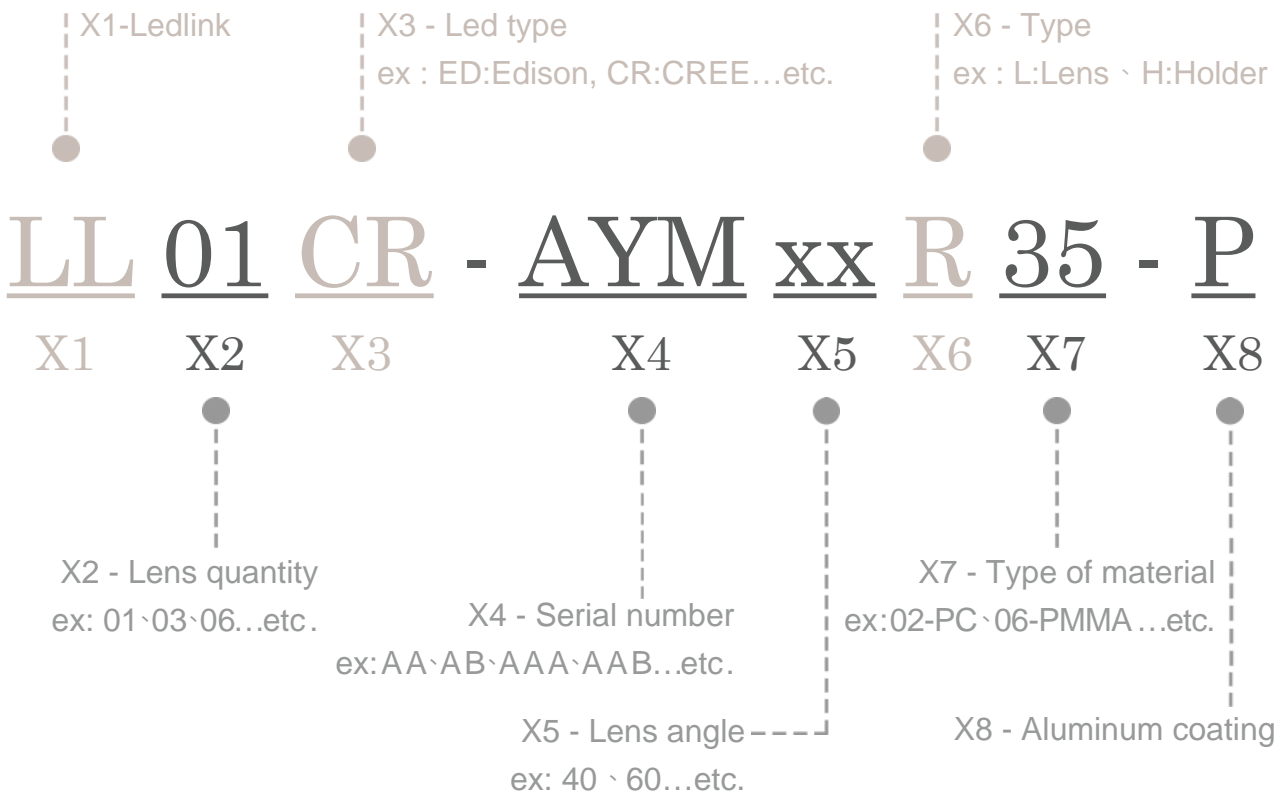 X1-Ledlink
X3 - Led type
ex : ED:Edison, CR:CREE…etc.
X6 - Type
ex : L:Lens、H:Holder
LL 01 CR - AYM xx R 35 - P
X1 X2 X3 X4 X5 X6 X7 X8
X2 - Lens quantity
ex: 01、03、06…etc.
X4 - Serial number
ex:AA、AB、AAA、AAB…etc.
X7 - Type of material
ex:02-PC、06-PMMA…etc.
X5 - Lens angle
ex: 40、60…etc.
X8 - Aluminum coating